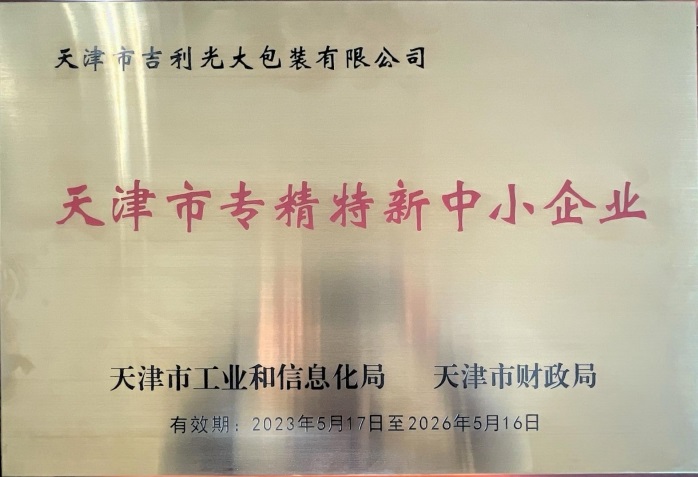 天津市吉利光大包装有限公司
天津市专精特新中小企业
天津市工业和信息化局 天津市财政局
有效期：2023年5月17日至2026年5月16日